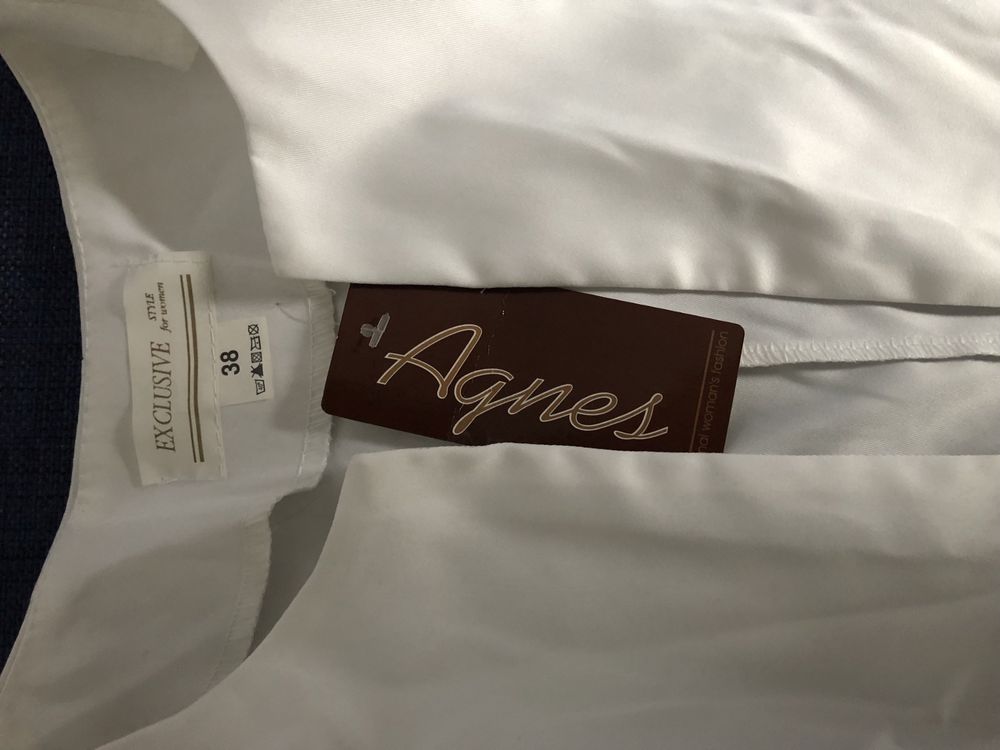 EXCLUSIVE
STYLE
for women
38
Agnes
woman's fashion